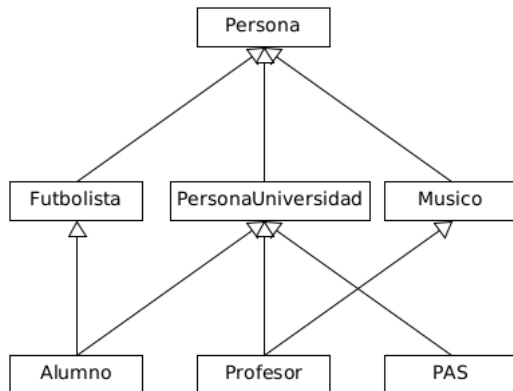 Persona
Futbolista
PersonaUniversidad
Musico
Alumno
Profesor
PAS